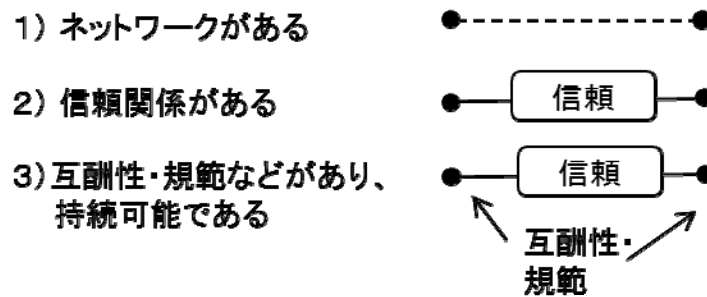 1) ネットワークがある
2) 信頼関係がある
信頼
3)互酬性・規範などがあり、
持続可能である
信頼
互酬性・
規範